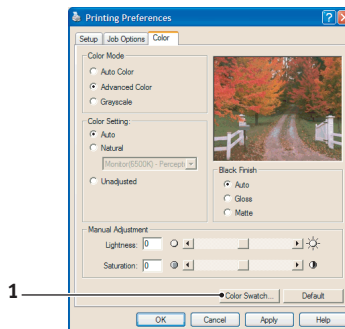 Printing Preferences
Setup Job Options Color
Color Mode
Auto Color
Advanced Color
Grayscale
Color Setting:
Auto
Natural
Monitor(6500K) - Percepti
Unadjusted
Black Finish
Auto
Gloss
Matte
Manual Adjustment
Lightness: 0
Saturation: 0
1
Color Swatch... Default
OK Cancel Apply Help